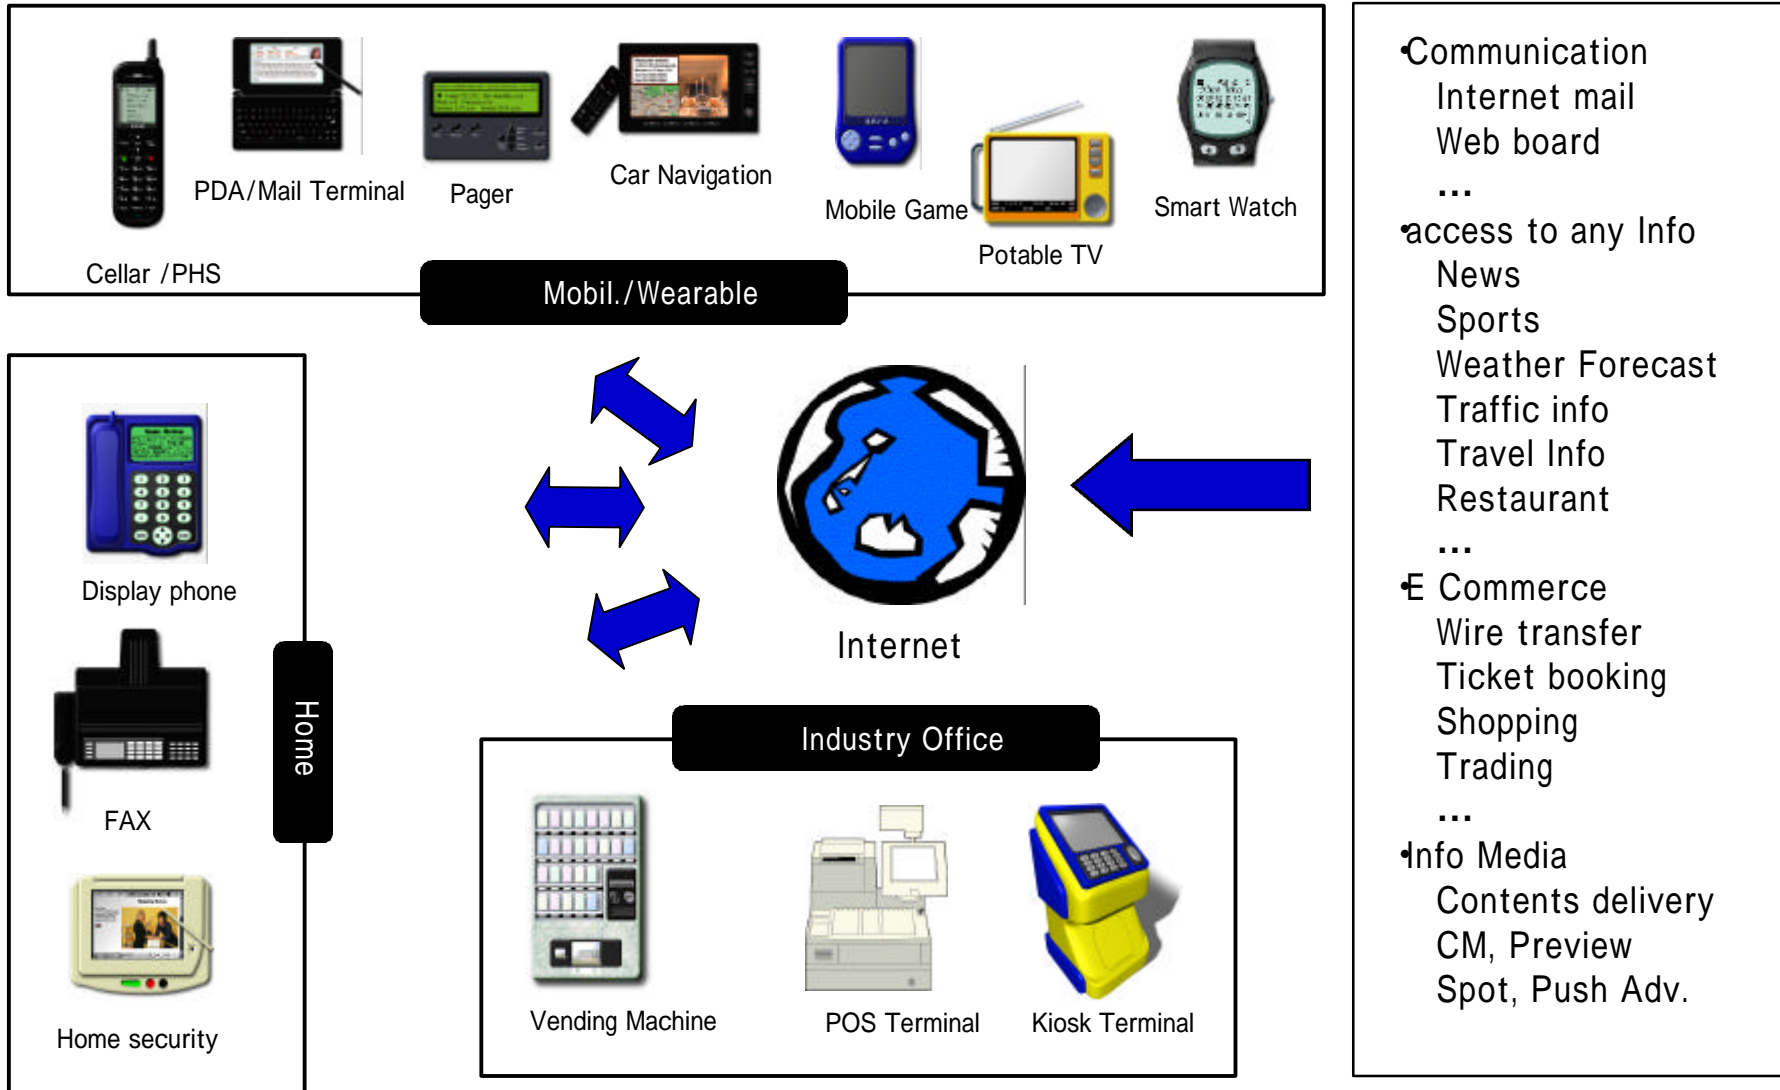 Cellar /PHS
PDA/Mail Terminal
Pager
Car Navigation
Mobile Game
Potable TV
Smart Watch
Mobil./Wearable
Display phone
FAX
Home security
Home
Internet
Industry Office
Vending Machine
POS Terminal
Kiosk Terminal
•Communication
Internet mail
Web board
...
•access to any Info
News
Sports
Weather Forecast
Traffic info
Travel Info
Restaurant
...
•E Commerce
Wire transfer
Ticket booking
Shopping
Trading
...
•Info Media
Contents delivery
CM, Preview
Spot, Push Adv.